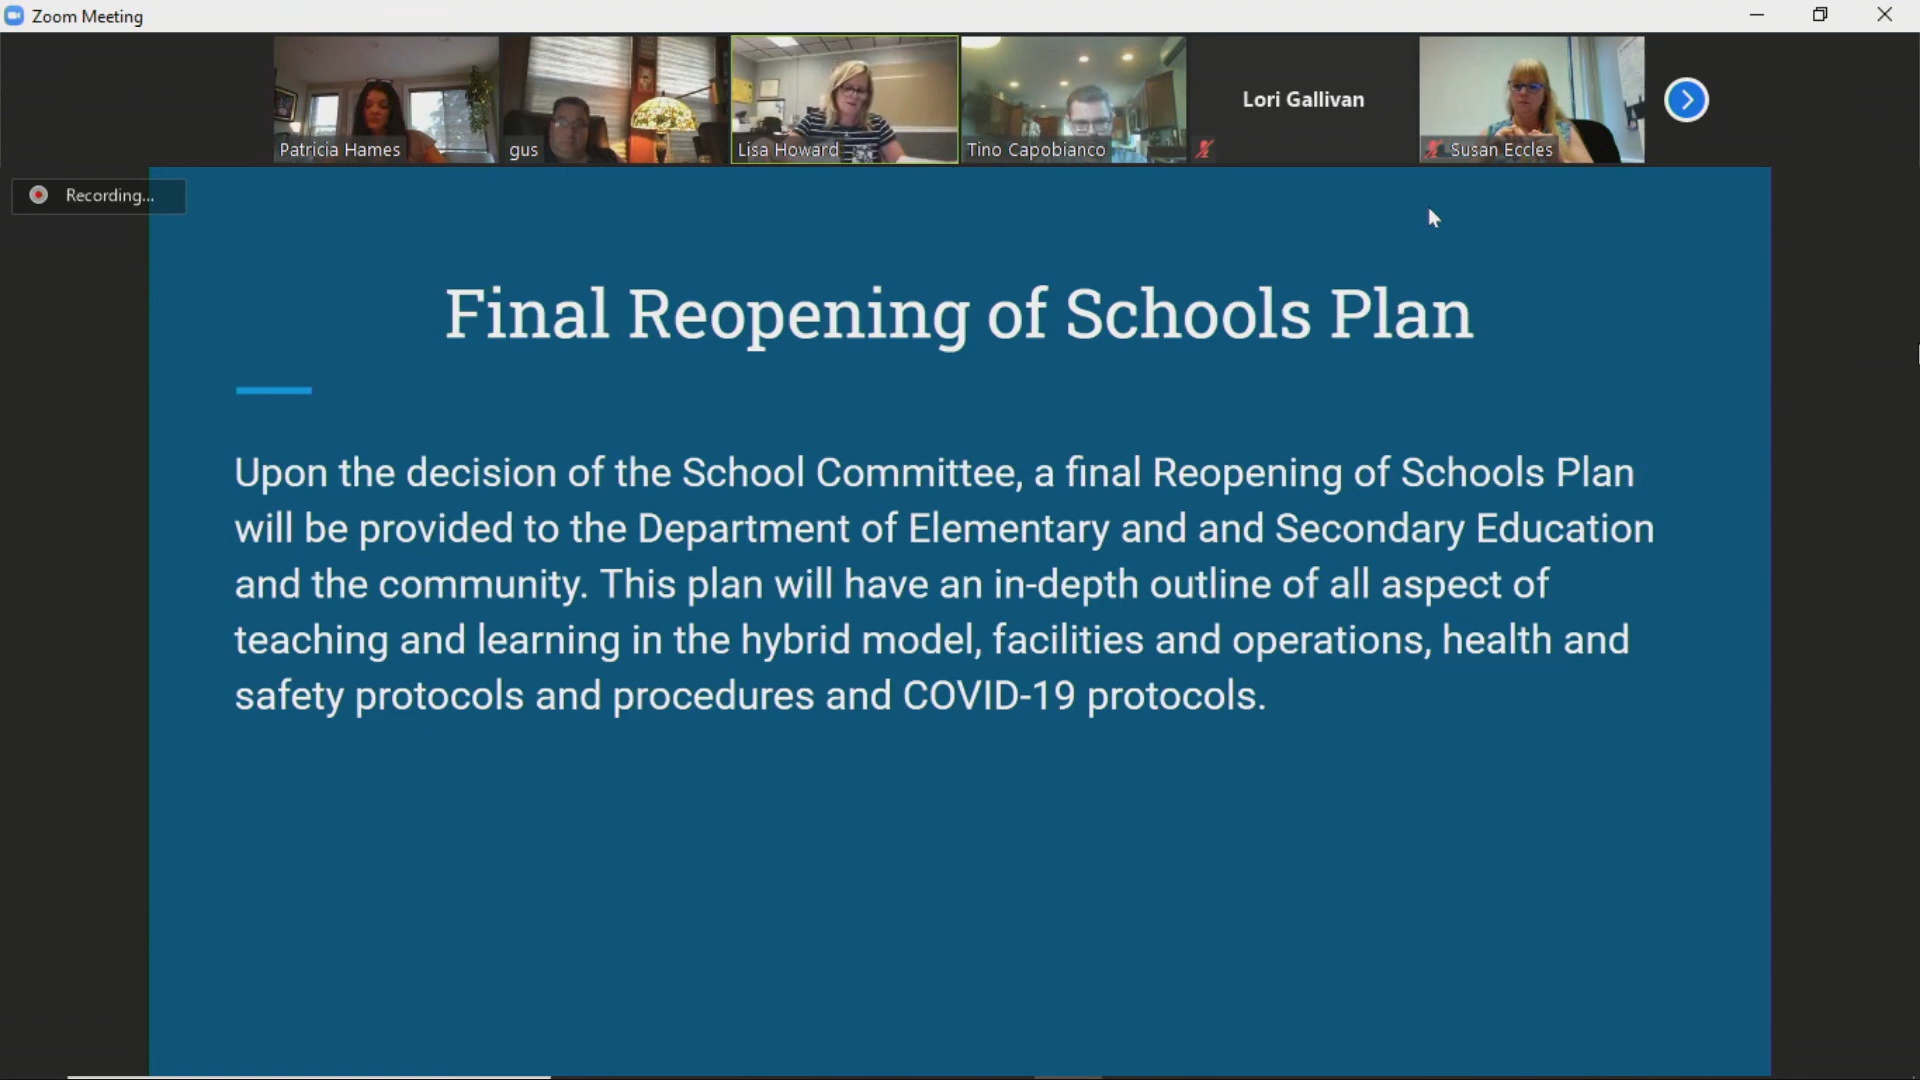 Zoom Meeting
Patricia Hames
gus
Lisa Howard
Tino Capobianco
Lori Gallivan
Susan Eccles
Recording...
Final Reopening of Schools Plan
Upon the decision of the School Committee, a final Reopening of Schools Plan
will be provided to the Department of Elementary and and Secondary Education
and the community. This plan will have an in-depth outline of all aspect of
teaching and learning in the hybrid model, facilities and operations, health and
safety protocols and procedures and COVID-19 protocols.